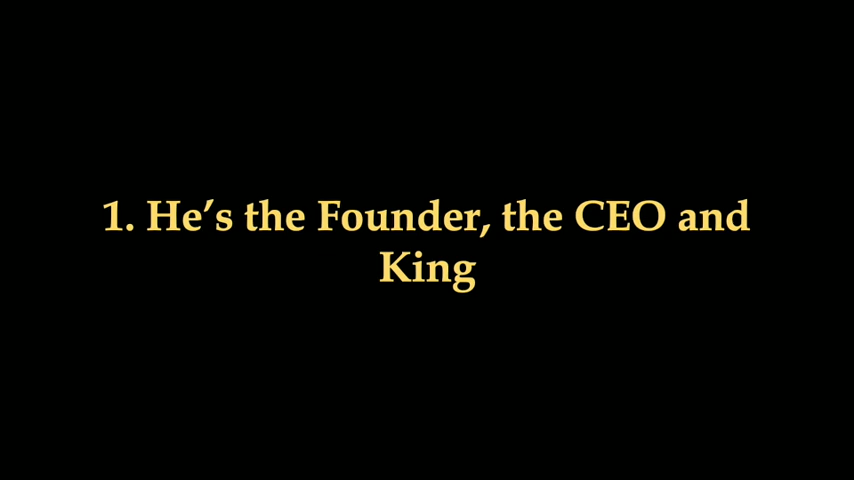 1. He’s the Founder, the CEO and
King